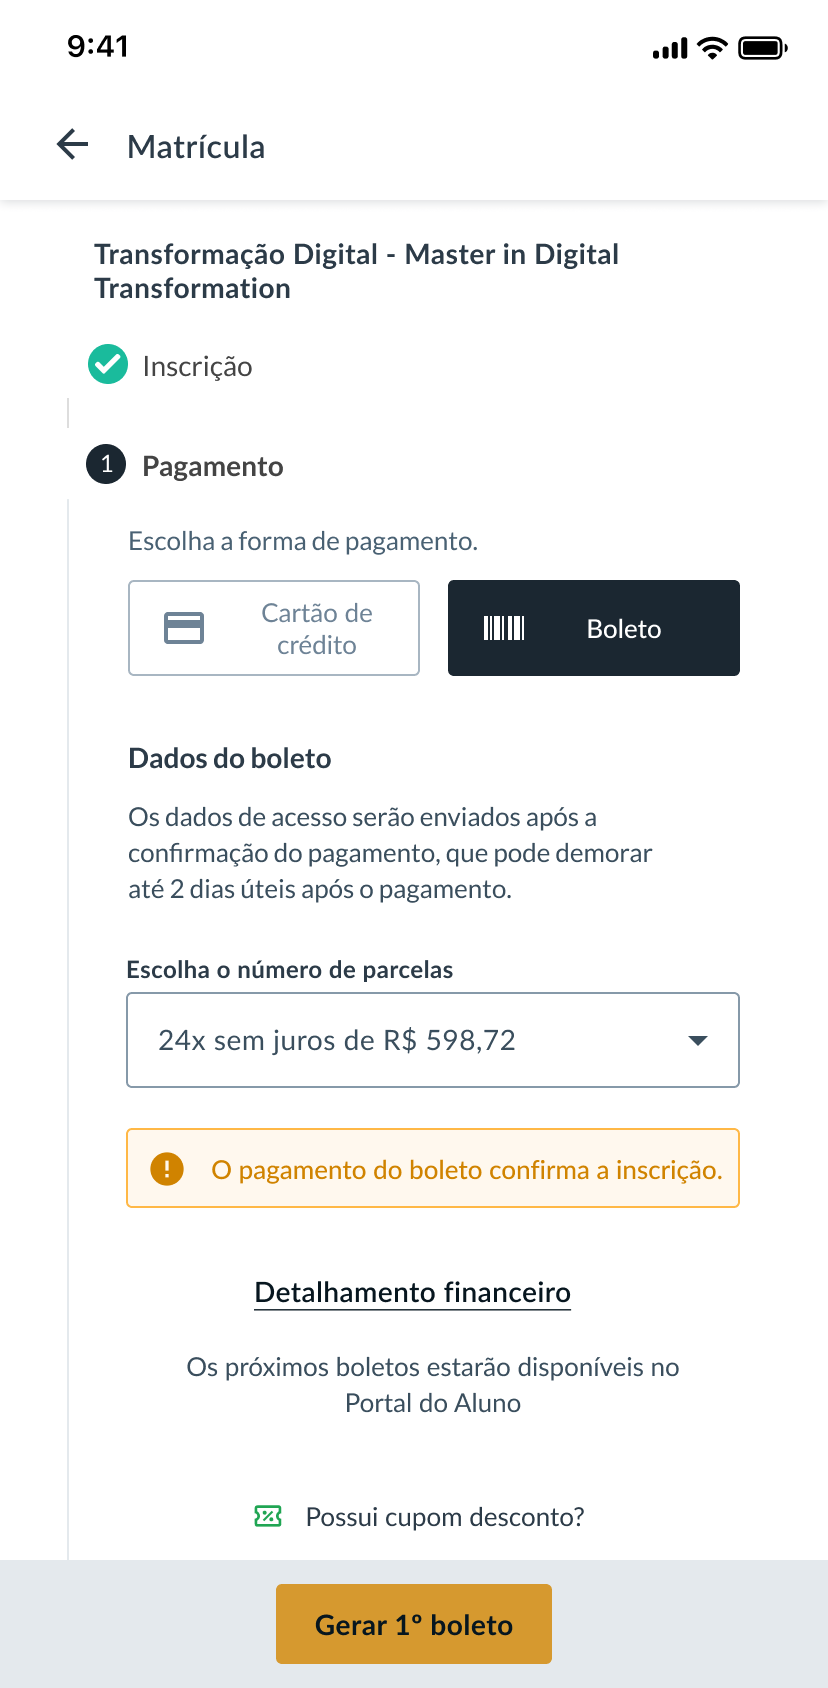 9:41
Matrícula
Transformação Digital - Master in Digital
Transformation
Inscrição
1 Pagamento
Escolha a forma de pagamento.
Cartão de
crédito
Boleto
Dados do boleto
Os dados de acesso serão enviados após a
confirmação do pagamento, que pode demorar
até 2 dias úteis após o pagamento.
Escolha o número de parcelas
24x sem juros de R$ 598,72
O pagamento do boleto confirma a inscrição.
Detalhamento financeiro
Os próximos boletos estarão disponíveis no
Portal do Aluno
Possui cupom desconto?
Gerar 1º boleto